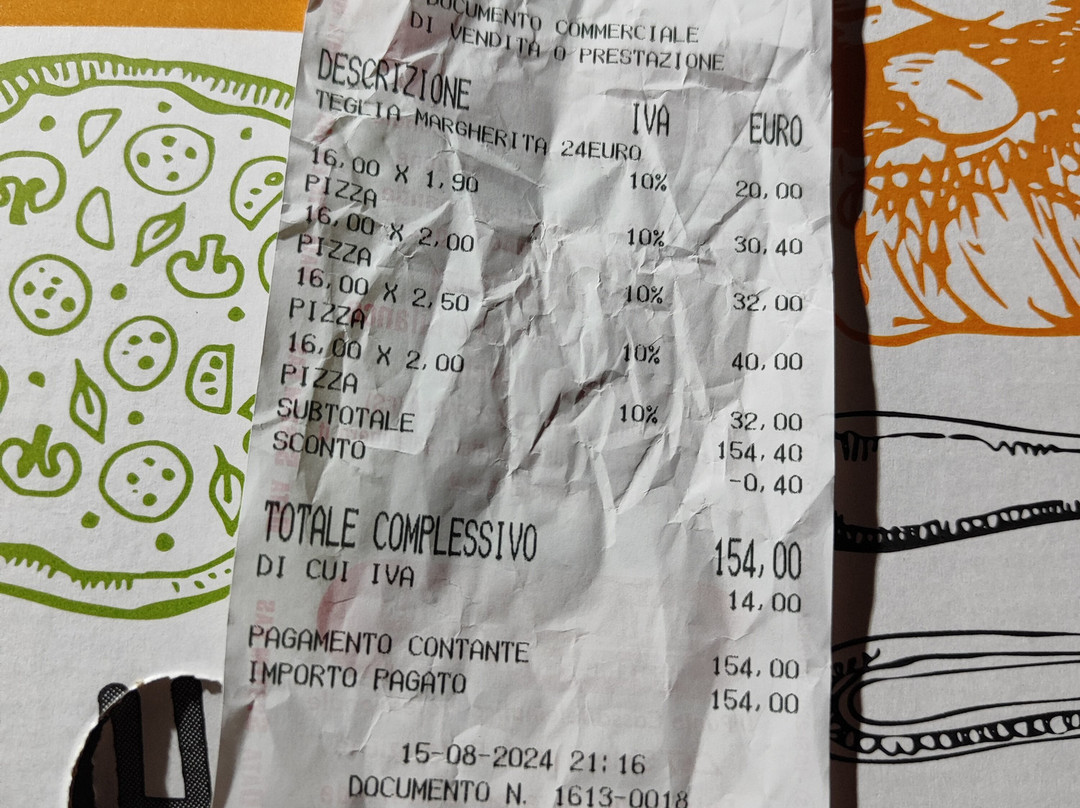 DOCUMENTO COMMERCIALE
DI VENDITA O PRESTAZIONE
DESCRIZIONE IVA EURO
TEGLIA MARGHERITA 24EURO 10% 20,00
16,00 X 1,90
PIZZA 10% 30,40
16,00 X 2,00
PIZZA 10% 32,00
16,00 X 2,50
PIZZA 10% 40,00
16,00 X 2,00
PIZZA 10% 32,00
SUBTOTALE 154,40
SCONTO -0,40
TOTALE COMPLESSIVO 154,00
DI CUI IVA 14,00
PAGAMENTO CONTANTE 154,00
IMPORTO PAGATO 154,00
15-08-2024 21:16
DOCUMENTO N. 1613-0018